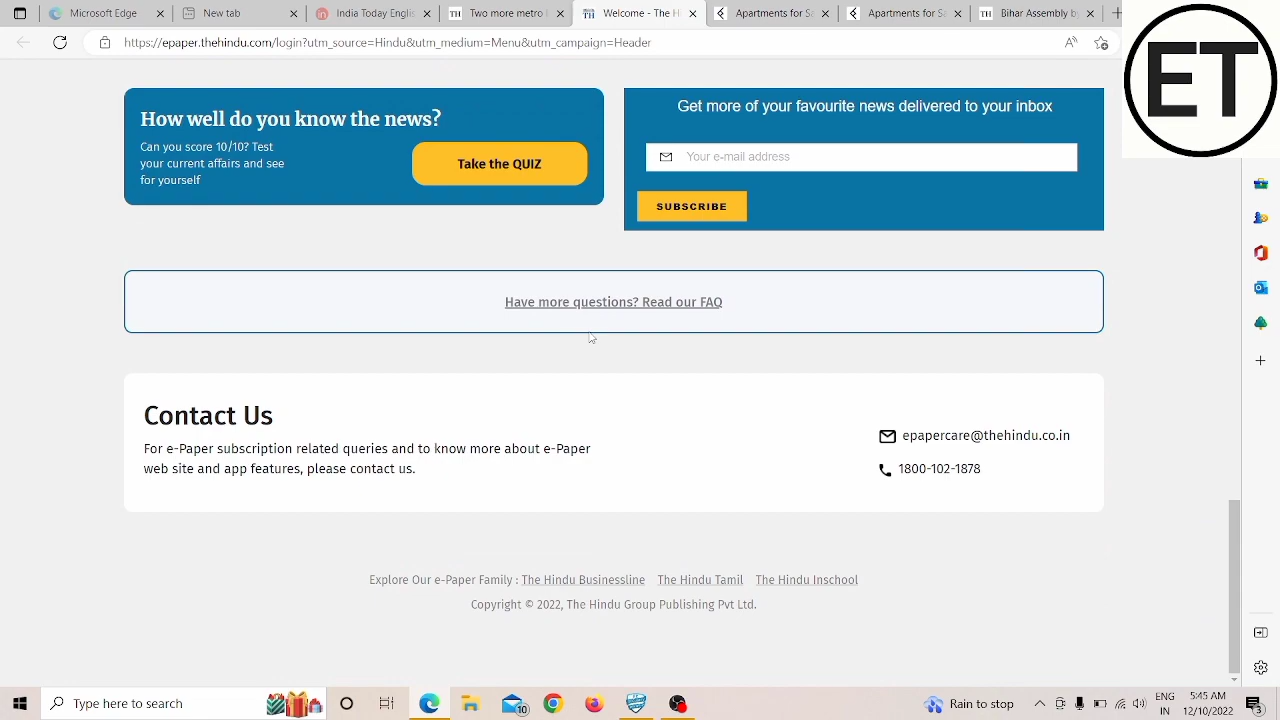 Microsoft Edge
New tab
India Today Englis
Two more metro l
Welcome - The H
Apartments for Sa
Apartments for S
Bihar Assembly b
https://epaper.thehindu.com/login?utm_source=Hindu&utm_medium=Menu&utm_campaign=Header
ET
How well do you know the news?
Can you score 10/10? Test
your current affairs and see
for yourself
Take the QUIZ
Get more of your favourite news delivered to your inbox
Your e-mail address
SUBSCRIBE
Have more questions? Read our FAQ
Contact Us
For e-Paper subscription related queries and to know more about e-Paper
web site and app features, please contact us.
epapercare@thehindu.co.in
1800-102-1878
Explore Our e-Paper Family : The Hindu Businessline The Hindu Tamil The Hindu Inschool
Copyright © 2022, The Hindu Group Publishing Pvt Ltd.
Type here to search
10
Rain to stop
ENG
IN
5:45 AM
12/10/2022
3